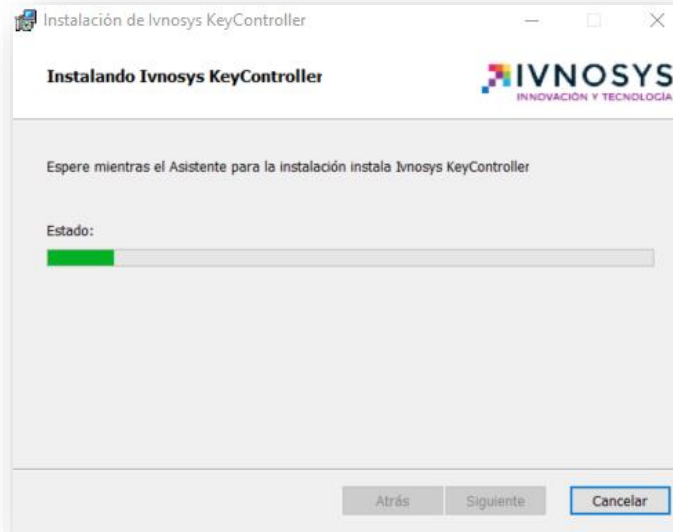 Instalación de Ivnosys KeyController
Instalando Ivnosys KeyController
IVNOSYS
INNOVACIÓN Y TECNOLOGÍA
Espere mientras el Asistente para la instalación instala Ivnosys KeyController
Estado:
Atrás Siguiente Cancelar